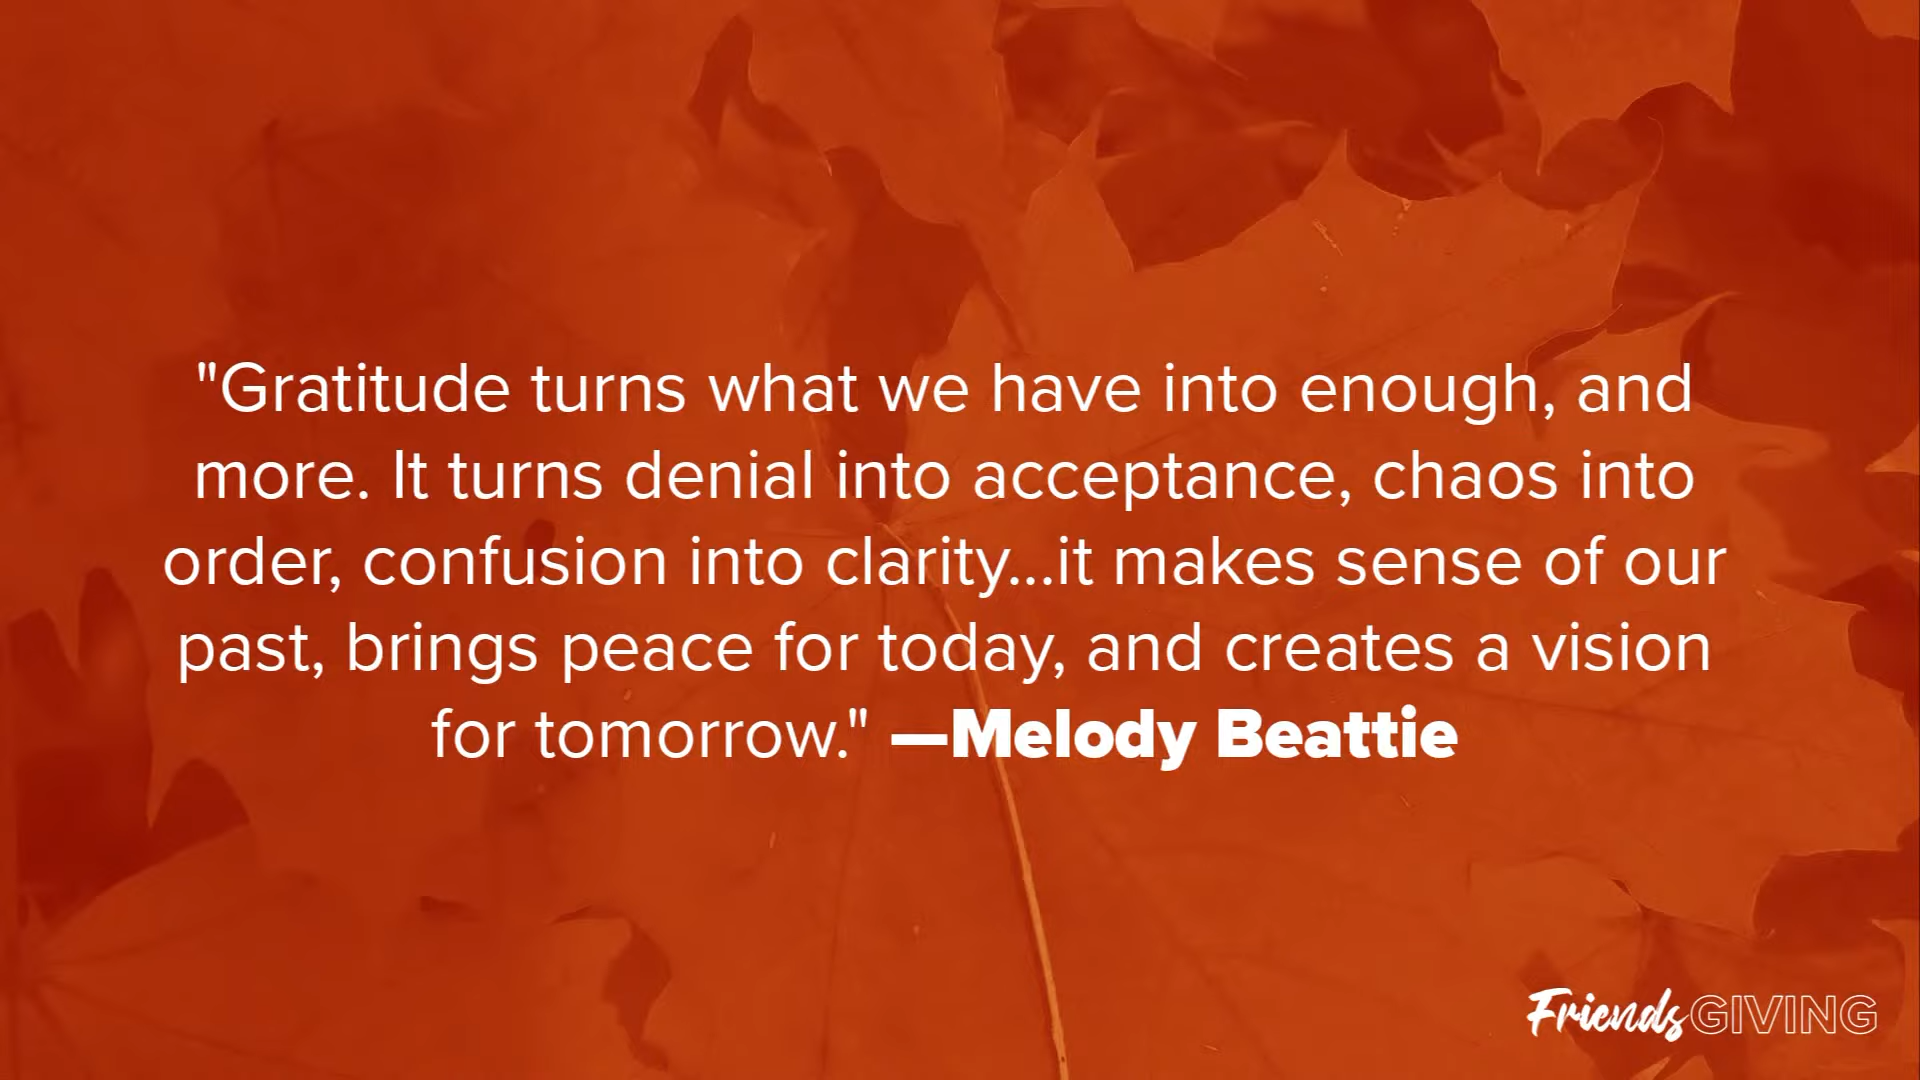 "Gratitude turns what we have into enough, and
more. It turns denial into acceptance, chaos into
order, confusion into clarity...it makes sense of our
past, brings peace for today, and creates a vision
for tomorrow." —Melody Beattie
FriendsGIVING